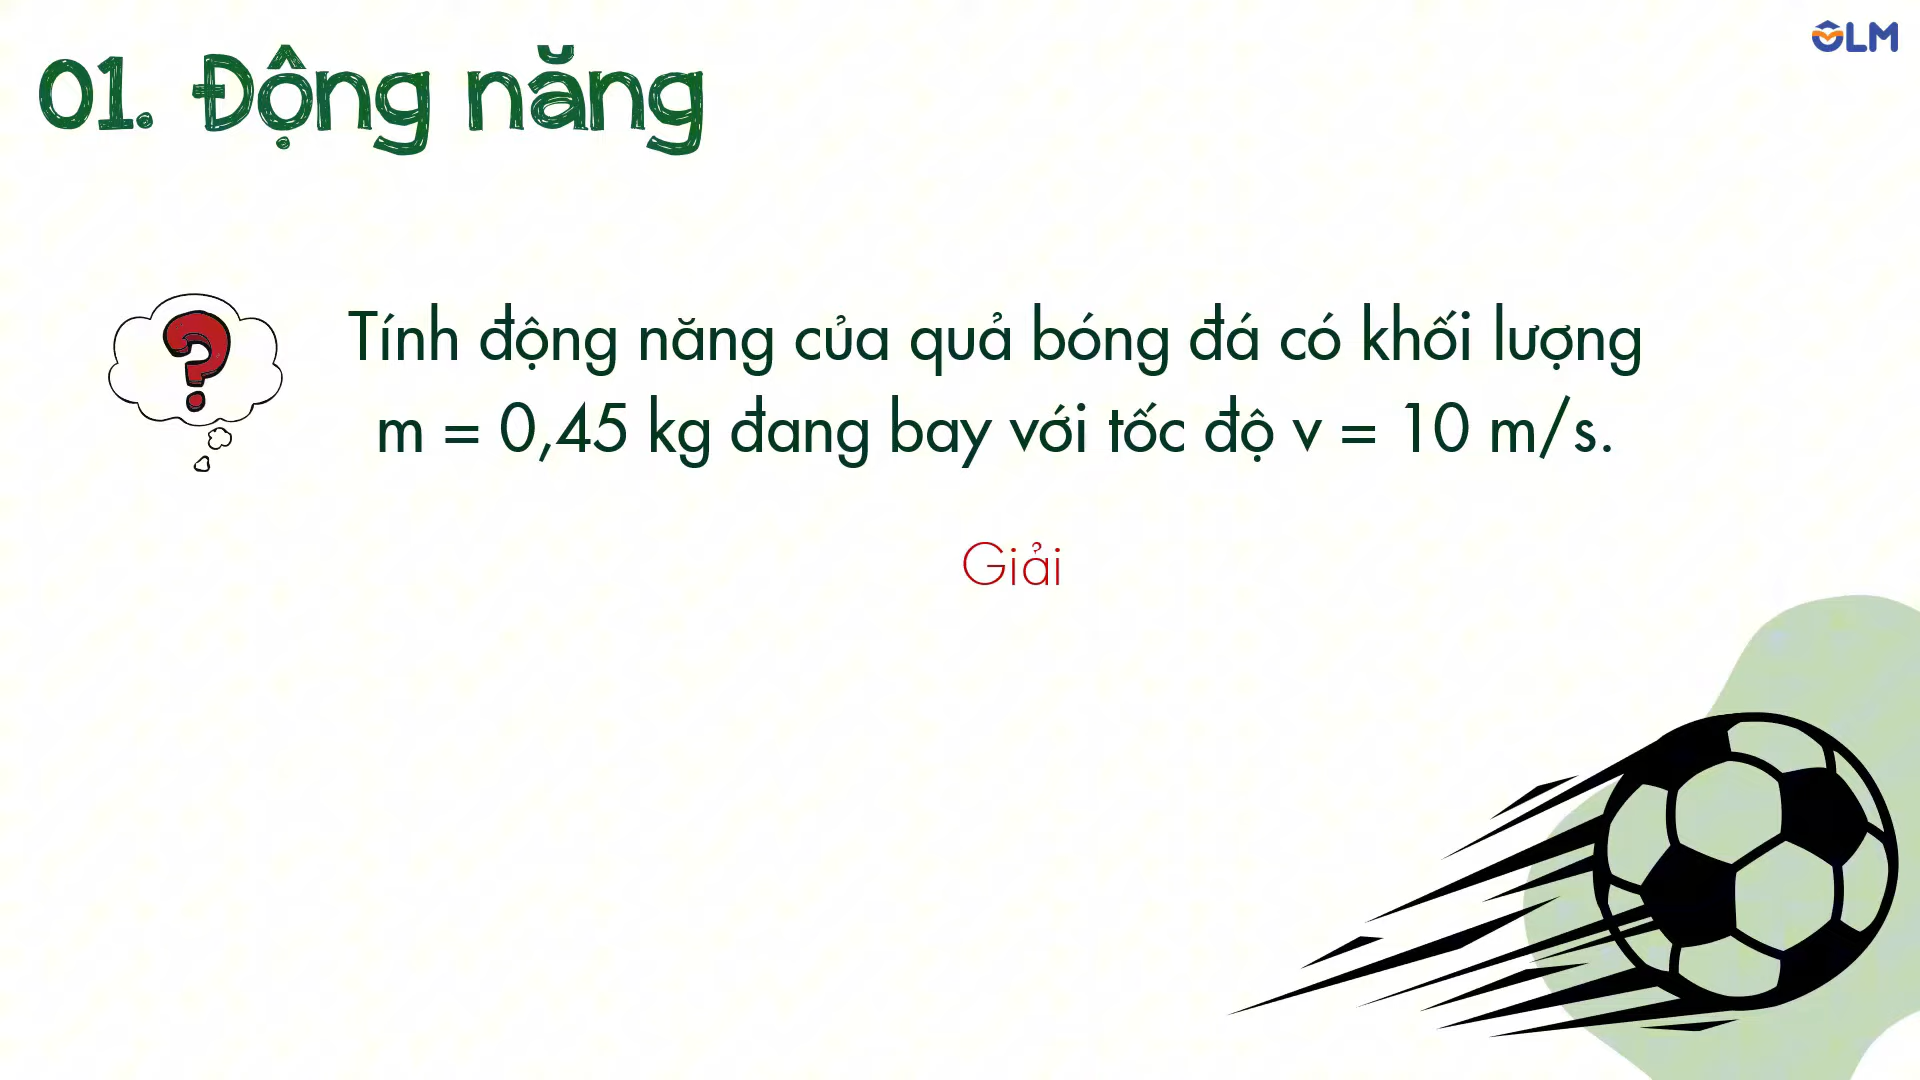 01. Động năng
ÔLM
?
Tính động năng của quả bóng đá có khối lượng
m = 0,45 kg đang bay với tốc độ v = 10 m/s.
Giải